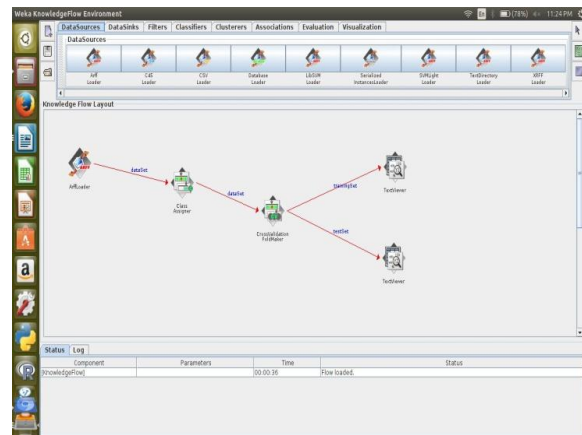 Weka KnowledgeFlow Environment
En (78%) 11:24 PM
DataSources DataSinks Filters Classifiers Clusterers Associations Evaluation Visualization
DataSources
Arff Loader
C45 Loader
CSV Loader
Database Loader
LibSVM Loader
Serialized InstancesLoader
SVMLight Loader
TextDirectory Loader
XRFF Loader
Knowledge Flow Layout
ArffLoader
dataSet
Class
Assigner
dataSet
CrossValidation
FoldMaker
trainingSet
TextViewer
testSet
TextViewer
Status Log
Component Parameters Time Status
[KnowledgeFlow] 00:00:36 Flow loaded.